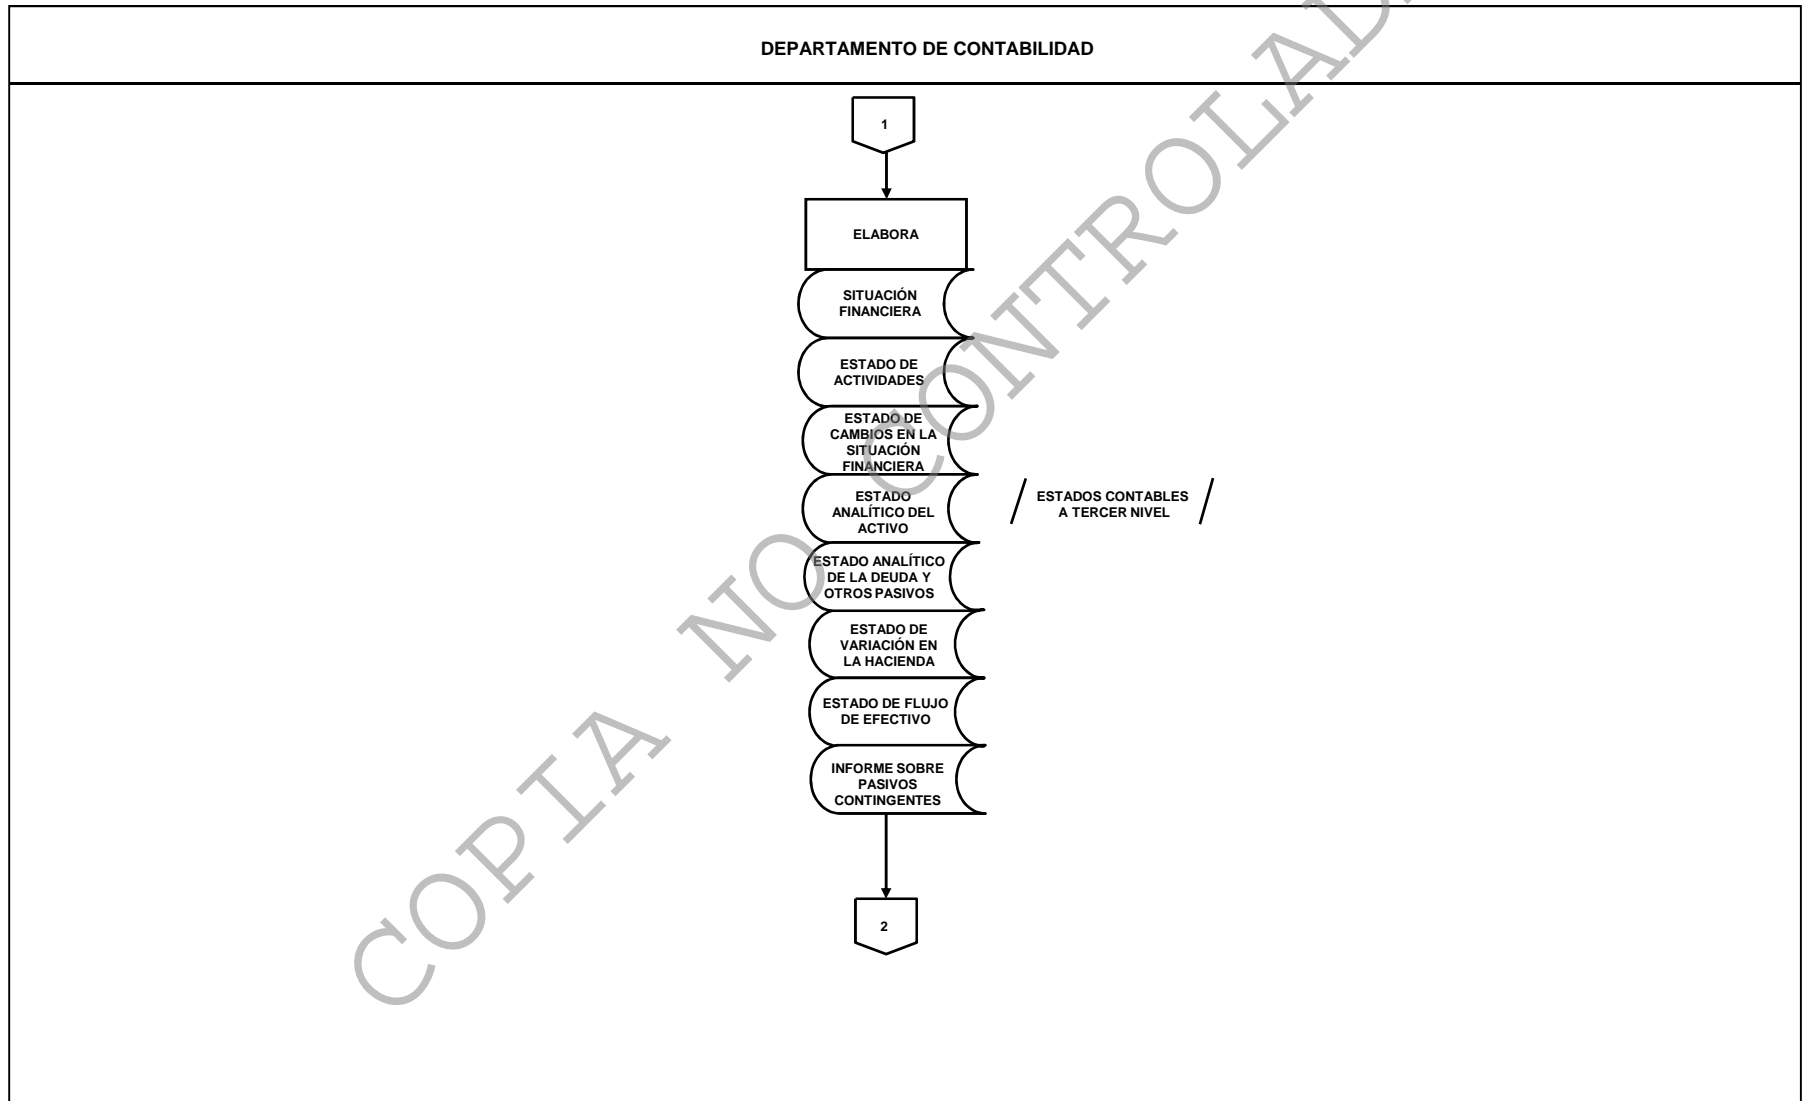 DEPARTAMENTO DE CONTABILIDAD
1
ELABORA
SITUACIÓN
FINANCIERA
ESTADO DE
ACTIVIDADES
ESTADO DE
CAMBIOS EN LA
SITUACIÓN
FINANCIERA
ESTADO
ANALÍTICO DEL
ACTIVO
/ ESTADOS CONTABLES /
A TERCER NIVEL
ESTADO ANALÍTICO
DE LA DEUDA Y
OTROS PASIVOS
ESTADO DE
VARIACIÓN EN
LA HACIENDA
ESTADO DE FLUJO
DE EFECTIVO
INFORME SOBRE
PASIVOS
CONTINGENTES
2
COPIA NO CONTROLAD